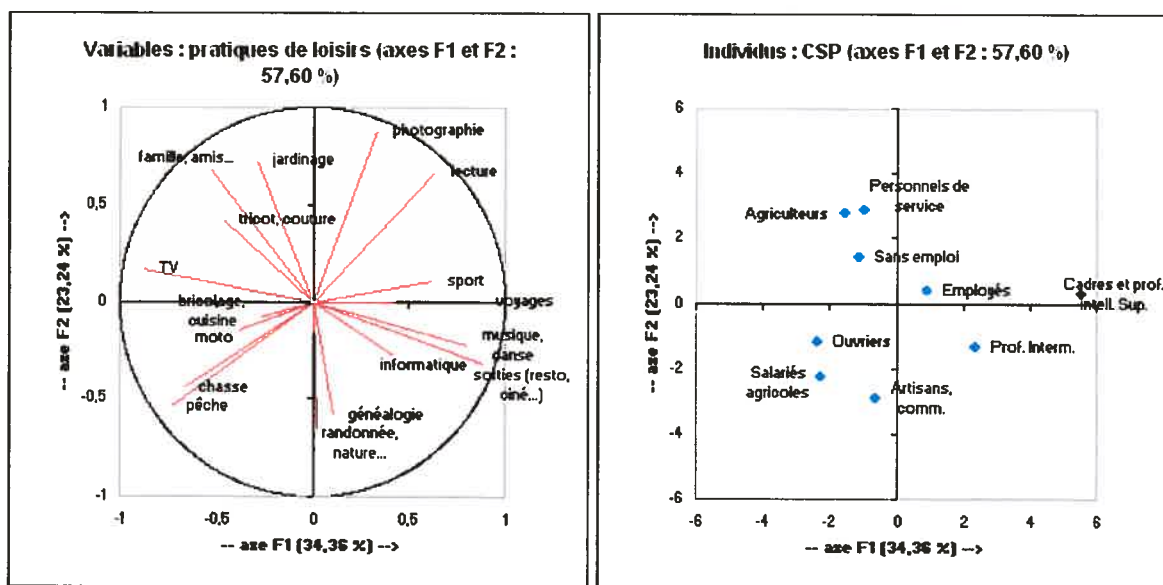 Variables : pratiques de loisirs (axes F1 et F2 :
57,60 %)
1
photographie
famille, amis...
jardinage
lecture
0,5
tricot, couture
TV
sport
-- axe F2 (23,24 %) -->
0
bricolage,
voyages
cuisine
musique,
moto
danse
informatique
sorties (resto,
chasse
ciné...)
-0,5
pêche
généalogie
randonnée,
nature...
-1
-1
-0,5
0
0,5
1
-- axe F1 (34,36 %) -->
Individus : CSP (axes F1 et F2 : 57,60 %)
6
4
Personnels de
service
Agriculteurs
2
Sans emploi
Employés
Cadres et prof.
intell. Sup.
-- axe F2 (23,24 %) -->
0
Ouvriers
Prof. Interm.
-2
Salariés
agricoles
Artisans,
comm.
-4
-6
-6
-4
-2
0
2
4
6
-- axe F1 (34,36 %) -->